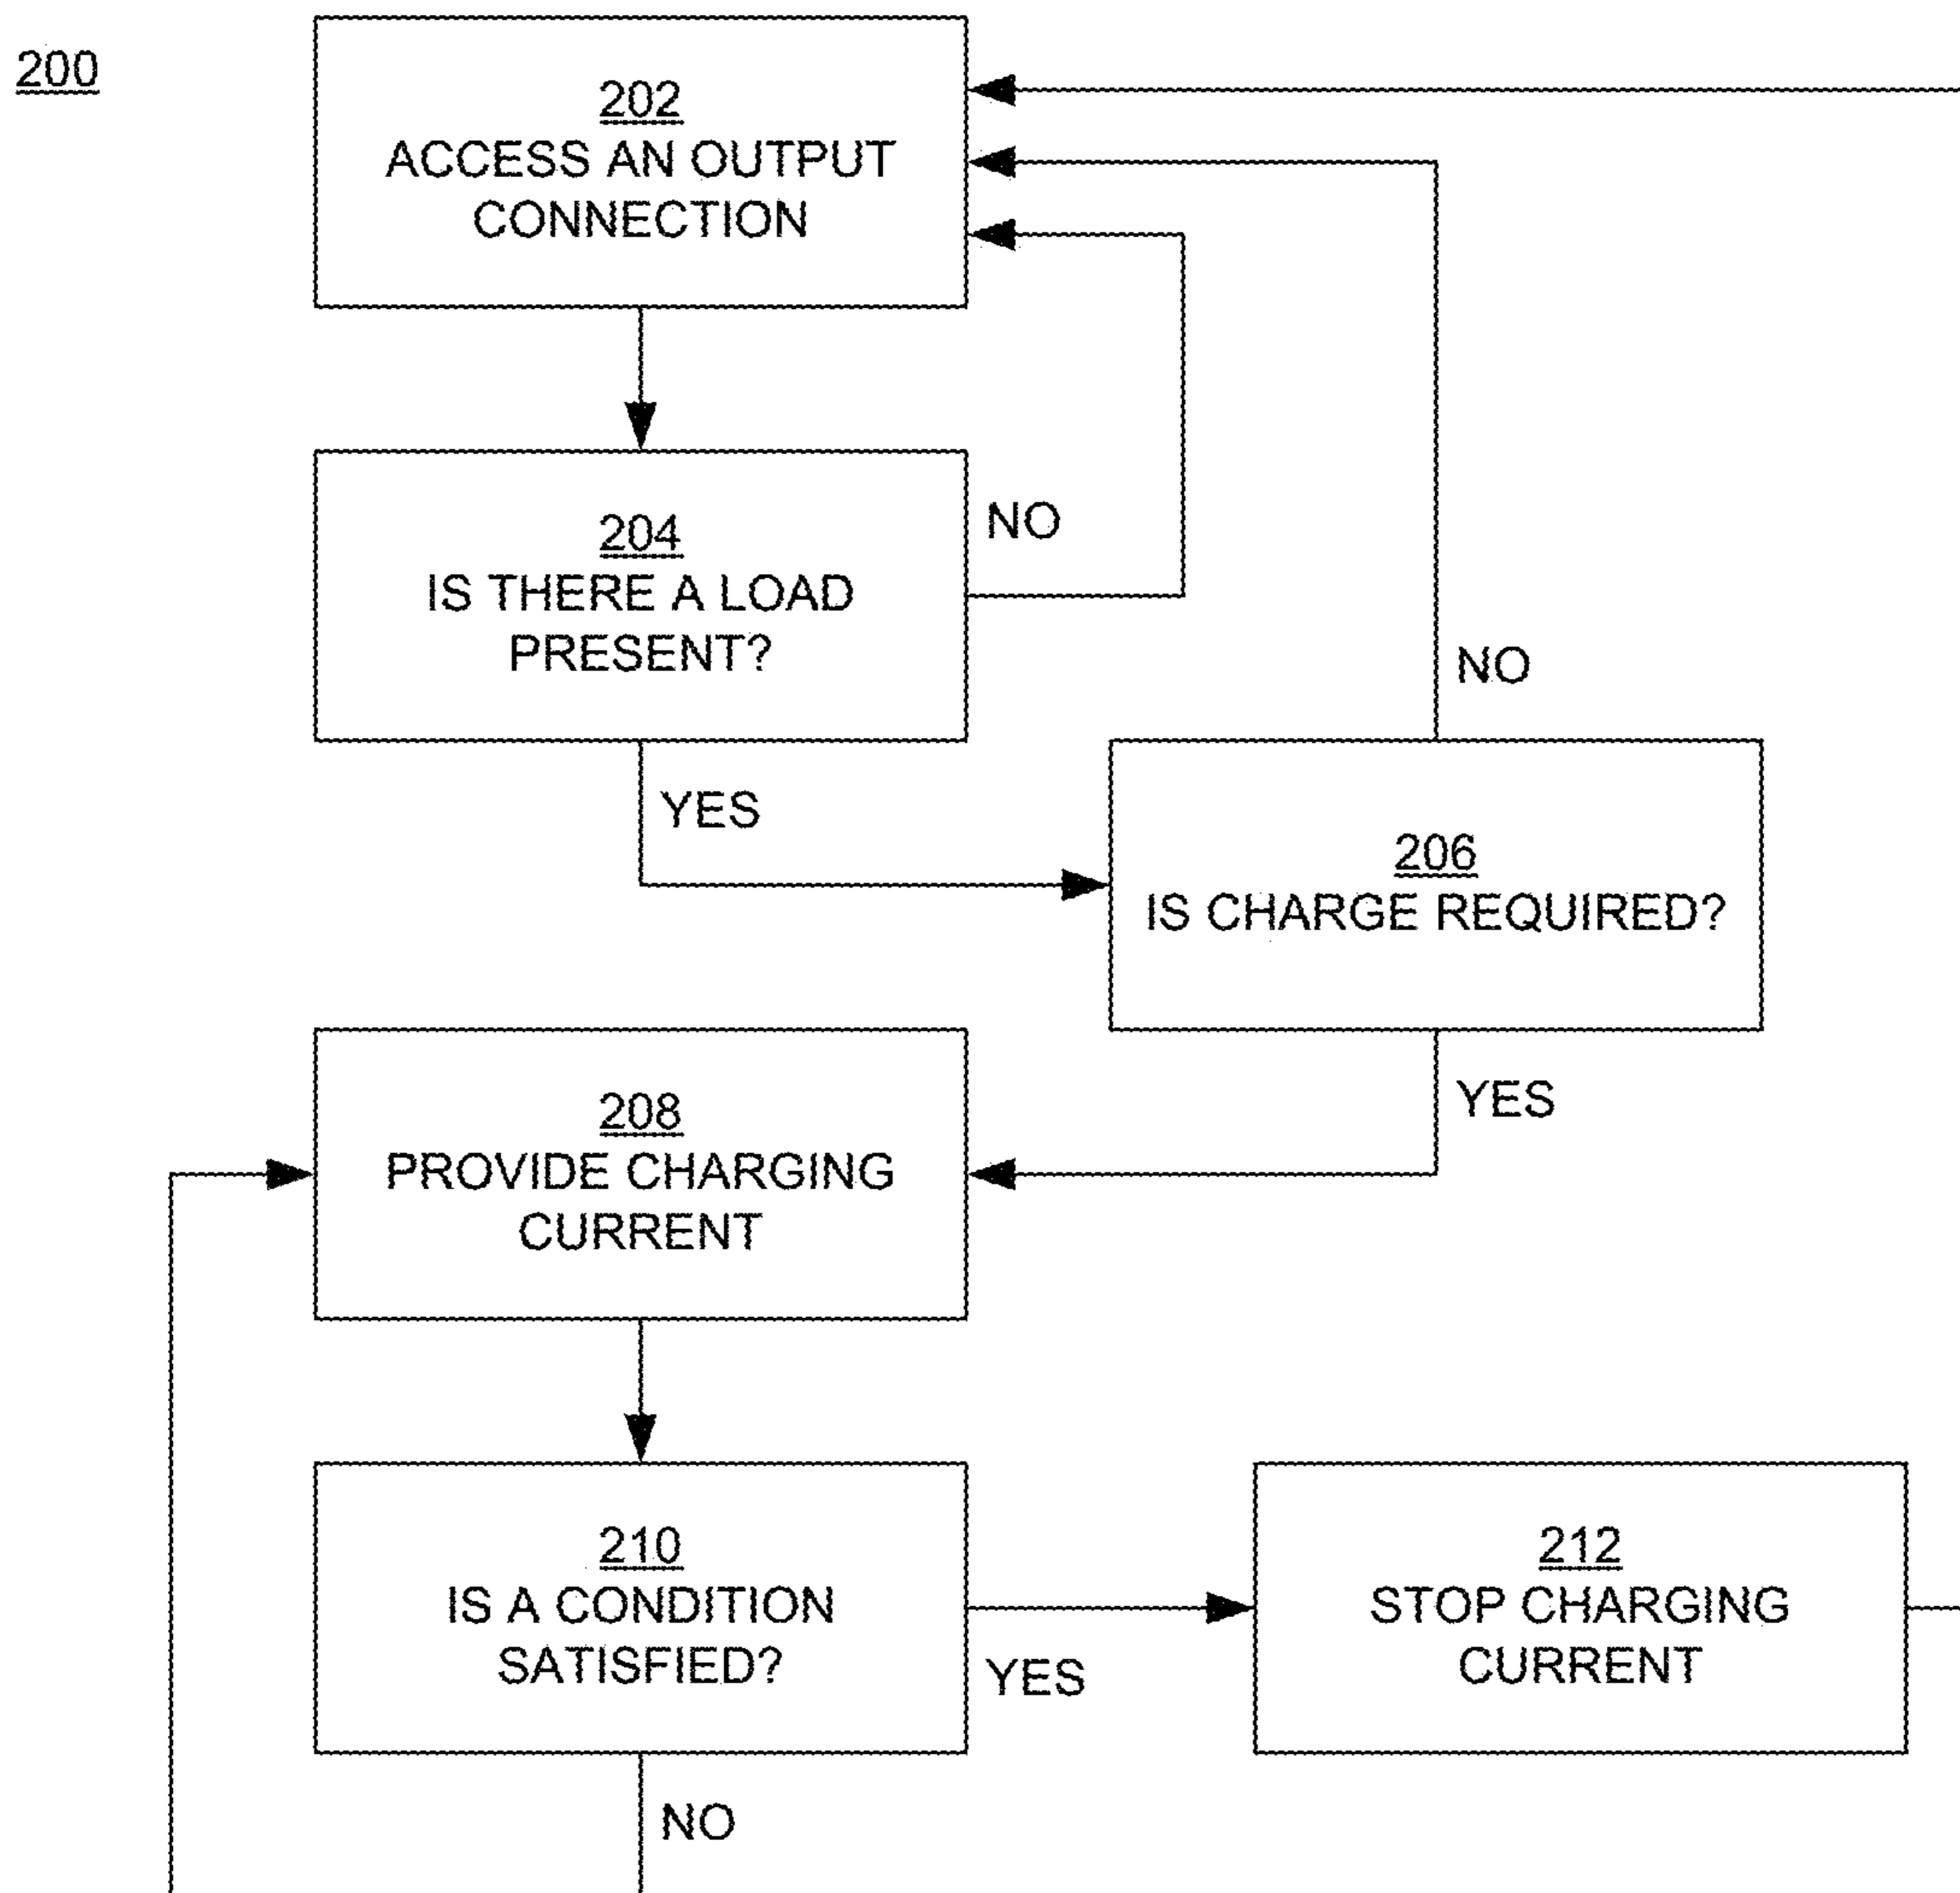 200
202
ACCESS AN OUTPUT
CONNECTION
204
IS THERE A LOAD
PRESENT?
NO
YES
NO
206
IS CHARGE REQUIRED?
YES
208
PROVIDE CHARGING
CURRENT
210
IS A CONDITION
SATISFIED?
YES
NO
212
STOP CHARGING
CURRENT